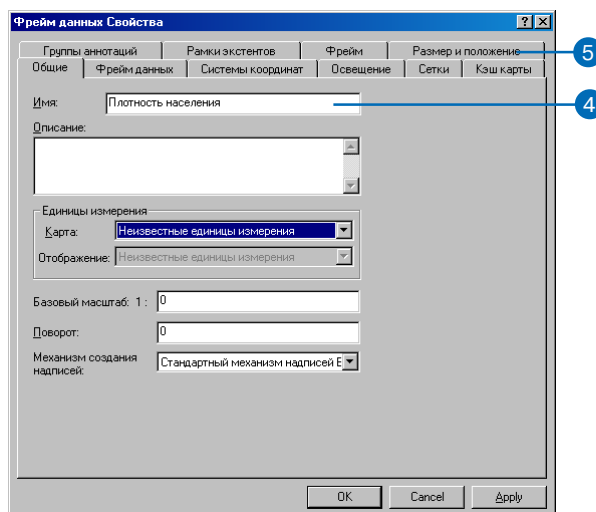 Фрейм данных Свойства
Группы аннотаций Рамки экстентов Фрейм Размер и положение
5
Общие Фрейм данных Системы координат Освещение Сетки Кэш карты
Имя: Плотность населения
4
Описание:
Единицы измерения
Карта: Неизвестные единицы измерения
Отображение: Неизвестные единицы измерения
Базовый масштаб: 1 : 0
Поворот: 0
Механизм создания надписей: Стандартный механизм надписей E
OK Cancel Apply